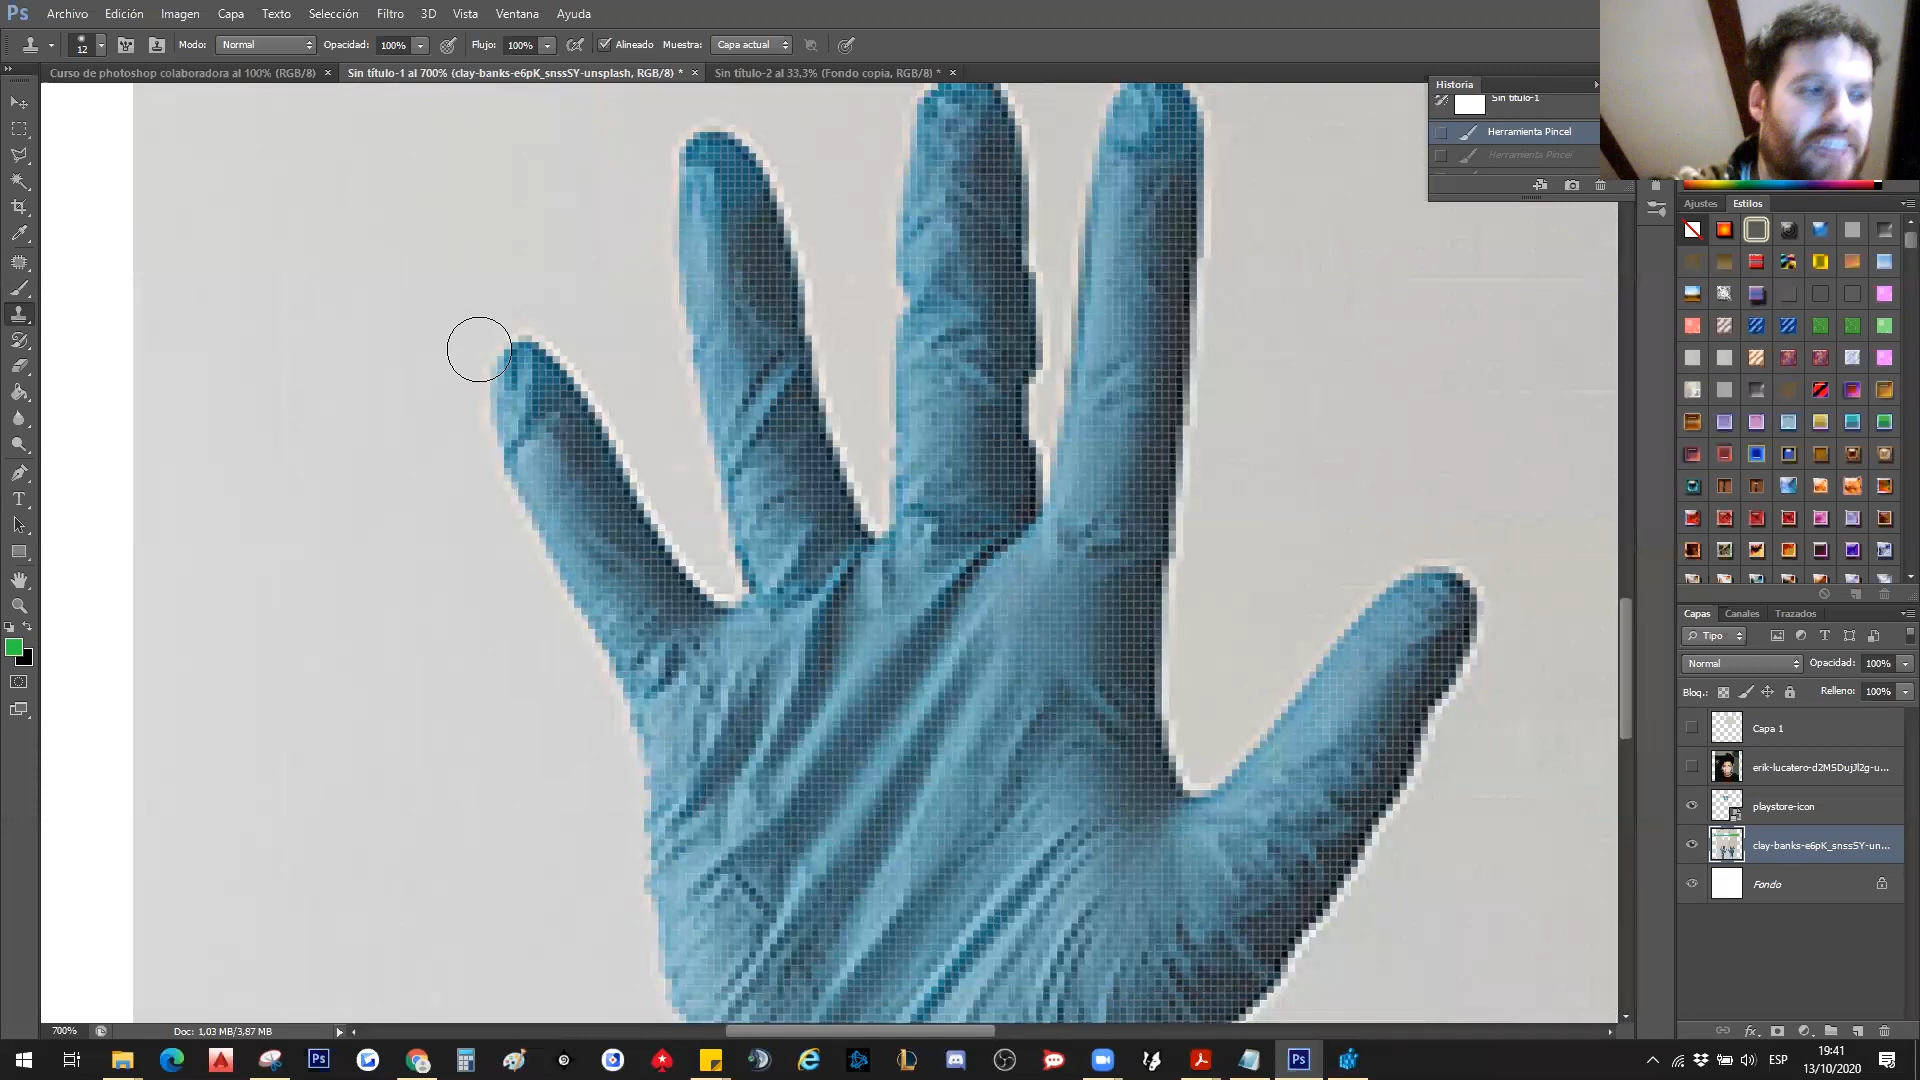 Ps Archivo Edición Imagen Capa Texto Selección Filtro 3D Vista Ventana Ayuda
12 Modo: Normal Opacidad: 100% Flujo: 100% Alineado Muestra: Capa actual
Curso de photoshop colaboradora al 100% (RGB/8) × Sin título-1 al 700% (clay-banks-e6pK_snssSY-unsplash, RGB/8) * × Sin título-2 al 33,3% (Fondo copia, RGB/8) * ×
Historia
Sin título-1
Herramienta Pincel
Herramienta Pincel
Ajustes Estilos
Capas Canales Trazados
Tipo
Normal Opacidad: 100%
Bloq.: Relleno: 100%
Capa 1
erik-lucatero-d2MSDujJl2g-u...
playstore-icon
clay-banks-e6pK_snssSY-un...
Fondo
700% Doc: 1,03 MB/3,87 MB
ESP
19:41
13/10/2020